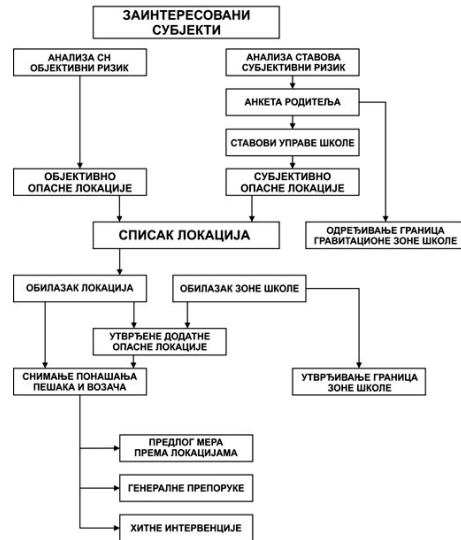 ЗАИНТЕРЕСОВАНИ
СУБЈЕКТИ
АНАЛИЗА СН
ОБЈЕКТИВНИ РИЗИК
АНАЛИЗА СТАВОВА
СУБЈЕКТИВНИ РИЗИК
АНКЕТА РОДИТЕЉА
СТАВОВИ УПРАВЕ ШКОЛЕ
ОБЈЕКТИВНО
ОПАСНЕ ЛОКАЦИЈЕ
СУБЈЕКТИВНО
ОПАСНЕ ЛОКАЦИЈЕ
СПИСАК ЛОКАЦИЈА
ОДРЕЂИВАЊЕ ГРАНИЦА
ГРАВИТАЦИОНЕ ЗОНЕ ШКОЛЕ
ОБИЛАЗАК ЛОКАЦИЈА
ОБИЛАЗАК ЗОНЕ ШКОЛЕ
УТВРЂЕНЕ ДОДАТНЕ
ОПАСНЕ ЛОКАЦИЈЕ
СНИМАЊЕ ПОНАШАЊА
ПЕШАКА И ВОЗАЧА
УТВРЂИВАЊЕ ГРАНИЦА
ЗОНЕ ШКОЛЕ
ПРЕДЛОГ МЕРА
ПРЕМА ЛОКАЦИЈАМА
ГЕНЕРАЛНЕ ПРЕПОРУКЕ
ХИТНЕ ИНТЕРВЕНЦИЈЕ